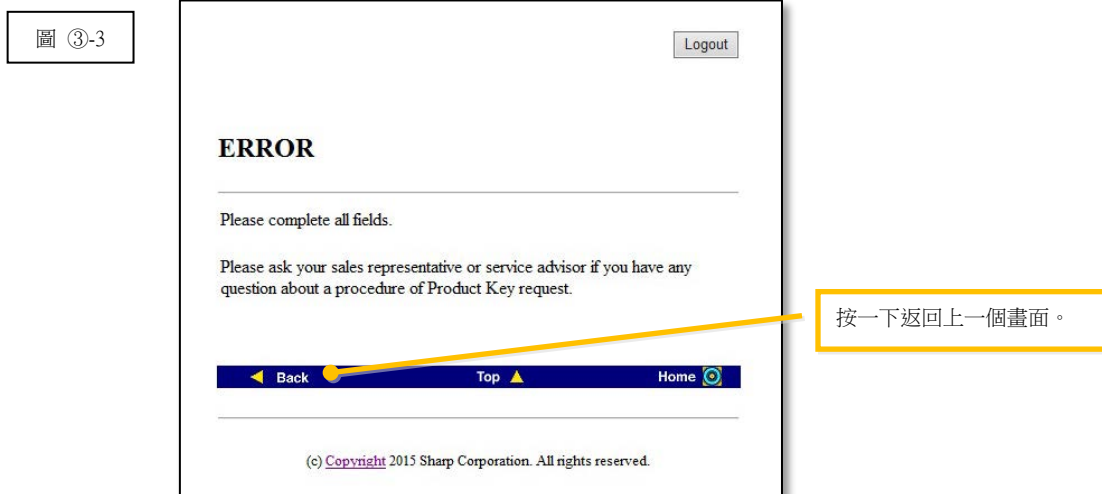 圖 ③-3
Logout
ERROR
Please complete all fields.
Please ask your sales representative or service advisor if you have any
question about a procedure of Product Key request.
按一下返回上一個畫面。
Back Top Home
(c) Copyright 2015 Sharp Corporation. All rights reserved.